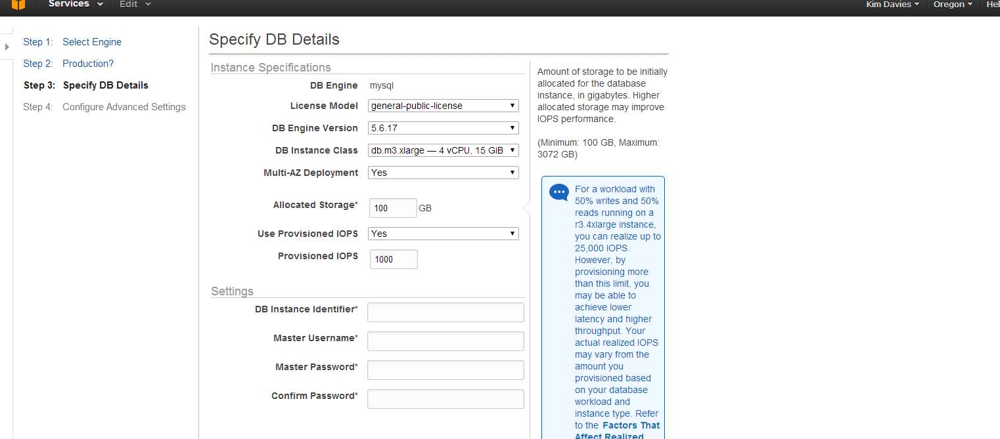 Services Edit Kim Davies Oregon Hel
Step 1: Select Engine
Step 2: Production?
Step 3: Specify DB Details
Step 4: Configure Advanced Settings
Specify DB Details
Instance Specifications
DB Engine mysql
License Model general-public-license
DB Engine Version 5.6.17
DB Instance Class db.m3.xlarge — 4 vCPU, 15 GiB
Multi-AZ Deployment Yes
Allocated Storage* 100 GB
Use Provisioned IOPS Yes
Provisioned IOPS 1000
Settings
DB Instance Identifier*
Master Username*
Master Password*
Confirm Password*
Amount of storage to be initially
allocated for the database
instance, in gigabytes. Higher
allocated storage may improve
IOPS performance.
(Minimum: 100 GB, Maximum:
3072 GB)
For a workload with
50% writes and 50%
reads running on a
r3.4xlarge instance,
you can realize up to
25,000 IOPS.
However, by
provisioning more
than this limit, you
may be able to
achieve lower
latency and higher
throughput. Your
actual realized IOPS
may vary from the
amount you
provisioned based
on your database
workload and
instance type. Refer
to the Factors That
Affect Realized